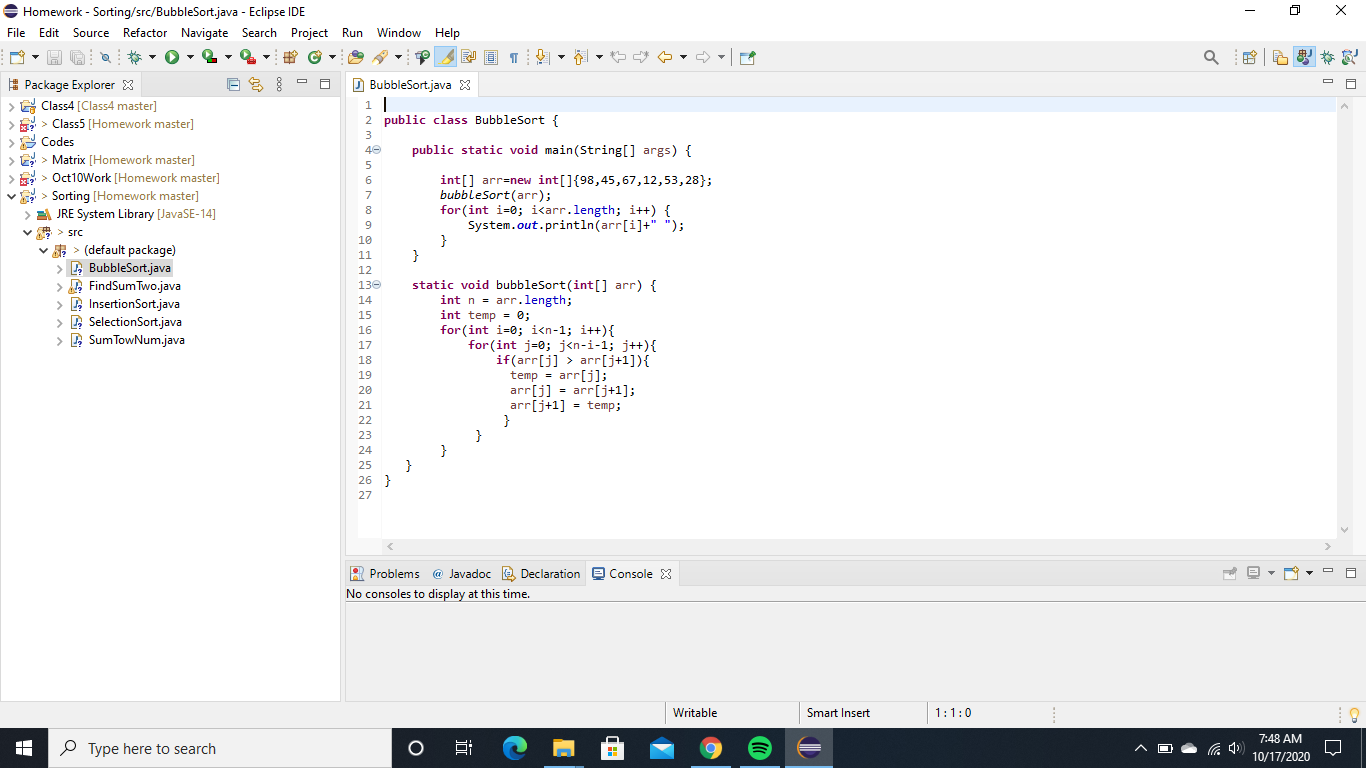 Homework - Sorting/src/BubbleSort.java - Eclipse IDE
File Edit Source Refactor Navigate Search Project Run Window Help
Package Explorer
Class4 [Class4 master]
> Class5 [Homework master]
Codes
> Matrix [Homework master]
> Oct10Work [Homework master]
> Sorting [Homework master]
JRE System Library [JavaSE-14]
> src
> (default package)
BubbleSort.java
FindSumTwo.java
InsertionSort.java
SelectionSort.java
SumTowNum.java
BubbleSort.java
1
2 public class BubbleSort {
3
4 public static void main(String[] args) {
5
6 int[] arr=new int[]{98,45,67,12,53,28};
7 bubbleSort(arr);
8 for(int i=0; i<arr.length; i++) {
9 System.out.println(arr[i]+" ");
10 }
11 }
12
13 static void bubbleSort(int[] arr) {
14 int n = arr.length;
15 int temp = 0;
16 for(int i=0; i<n-1; i++){
17 for(int j=0; j<n-i-1; j++){
18 if(arr[j] > arr[j+1]){
19 temp = arr[j];
20 arr[j] = arr[j+1];
21 arr[j+1] = temp;
22 }
23 }
24 }
25 }
26 }
27
Problems @ Javadoc Declaration Console
No consoles to display at this time.
Writable Smart Insert 1 : 1 : 0
Type here to search
7:48 AM
10/17/2020